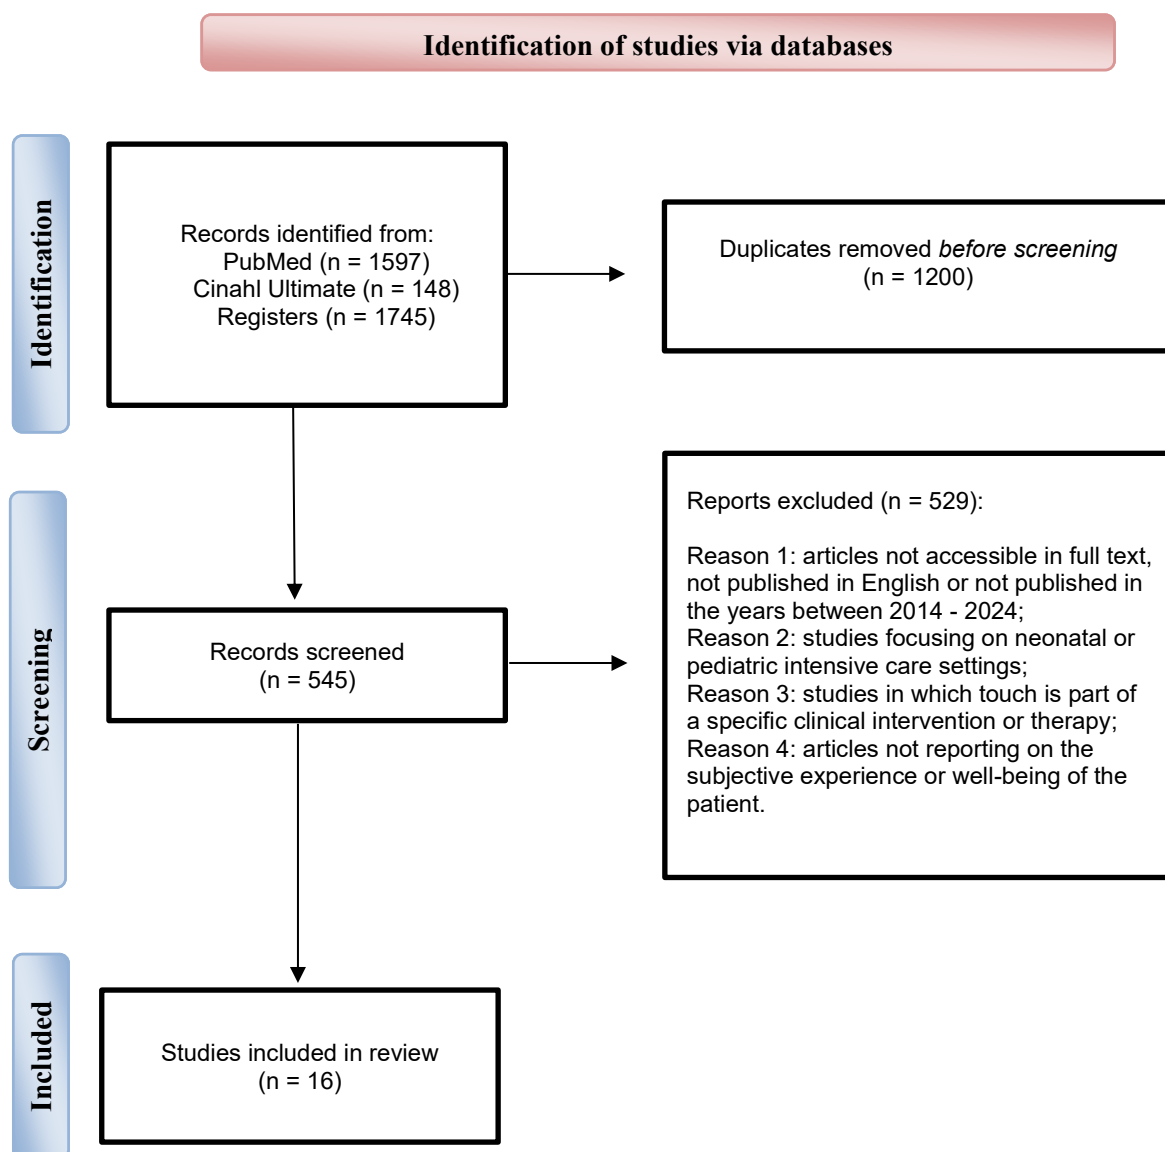 Identification of studies via databases
Identification
Records identified from:
PubMed (n = 1597)
Cinahl Ultimate (n = 148)
Registers (n = 1745)
Duplicates removed before screening
(n = 1200)
Screening
Records screened
(n = 545)
Reports excluded (n = 529):
Reason 1: articles not accessible in full text,
not published in English or not published in
the years between 2014 - 2024;
Reason 2: studies focusing on neonatal or
pediatric intensive care settings;
Reason 3: studies in which touch is part of
a specific clinical intervention or therapy;
Reason 4: articles not reporting on the
subjective experience or well-being of the
patient.
Included
Studies included in review
(n = 16)